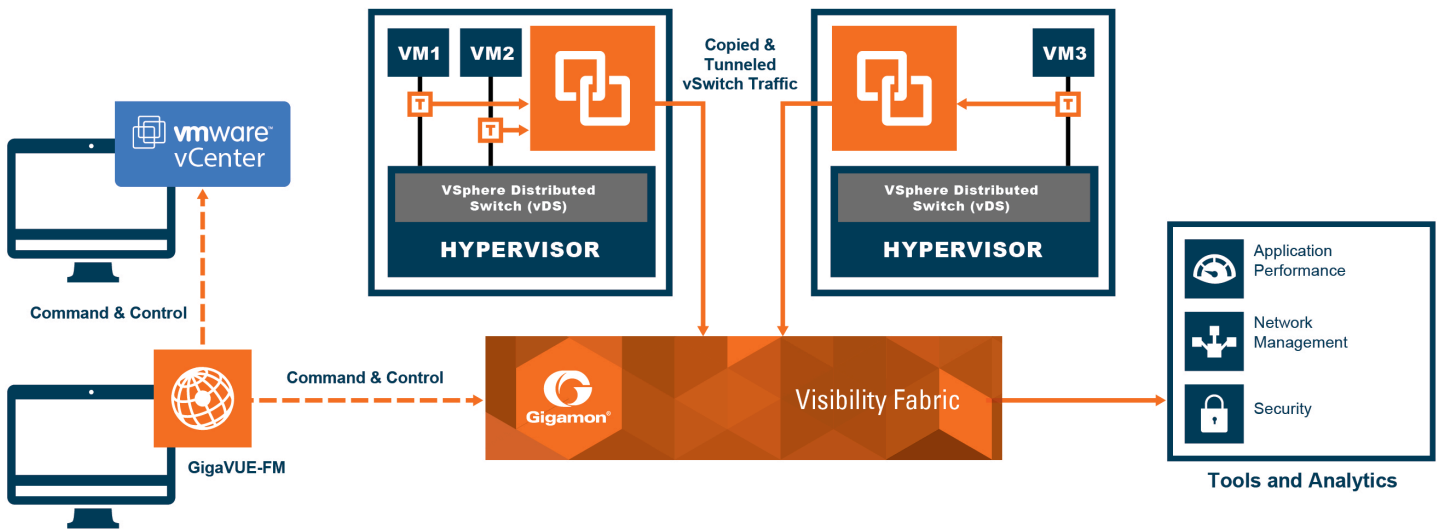 VM1
VM2
T
T
VSphere Distributed
Switch (vDS)
HYPERVISOR
Copied &
Tunneled
vSwitch Traffic
VM3
T
VSphere Distributed
Switch (vDS)
HYPERVISOR
vmware™
vCenter
Command & Control
GigaVUE-FM
Command & Control
Gigamon®
Visibility Fabric
Application
Performance
Network
Management
Security
Tools and Analytics